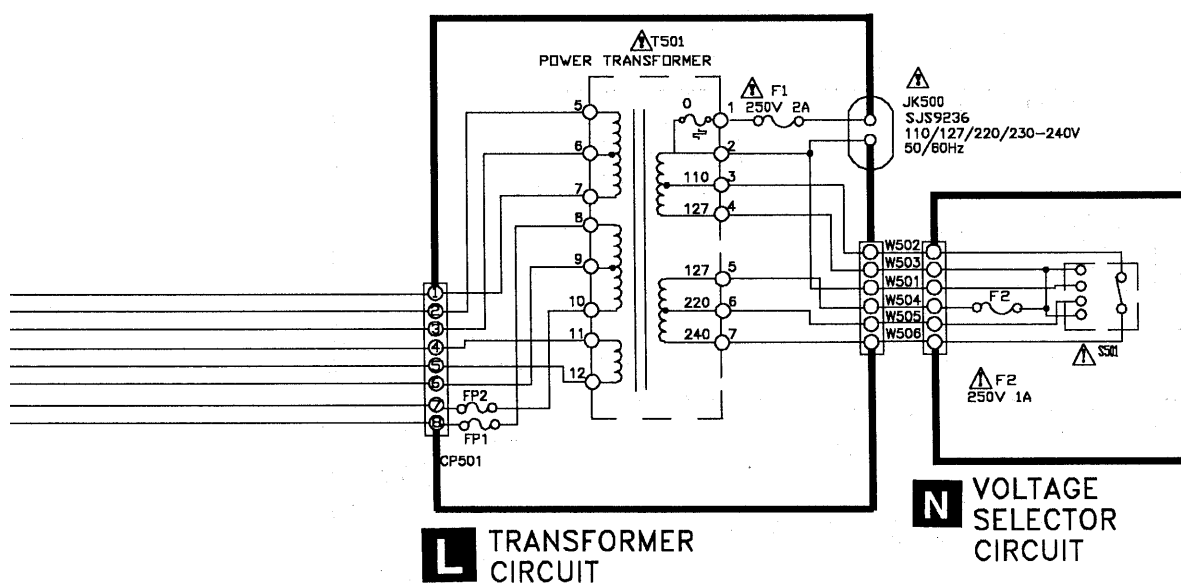 T501
POWER TRANSFORMER
5
6
7
8
9
10
11
12
0
1
2
110
3
127
4
127
5
220
6
240
7
F1
250V 2A
JK500
SJS9236
110/127/220/230-240V
50/60Hz
W502
W503
W501
W504
W505
W506
F2
S501
F2
250V 1A
1
2
3
4
5
6
7
8
FP2
FP1
CP501
L TRANSFORMER
CIRCUIT
N VOLTAGE
SELECTOR
CIRCUIT